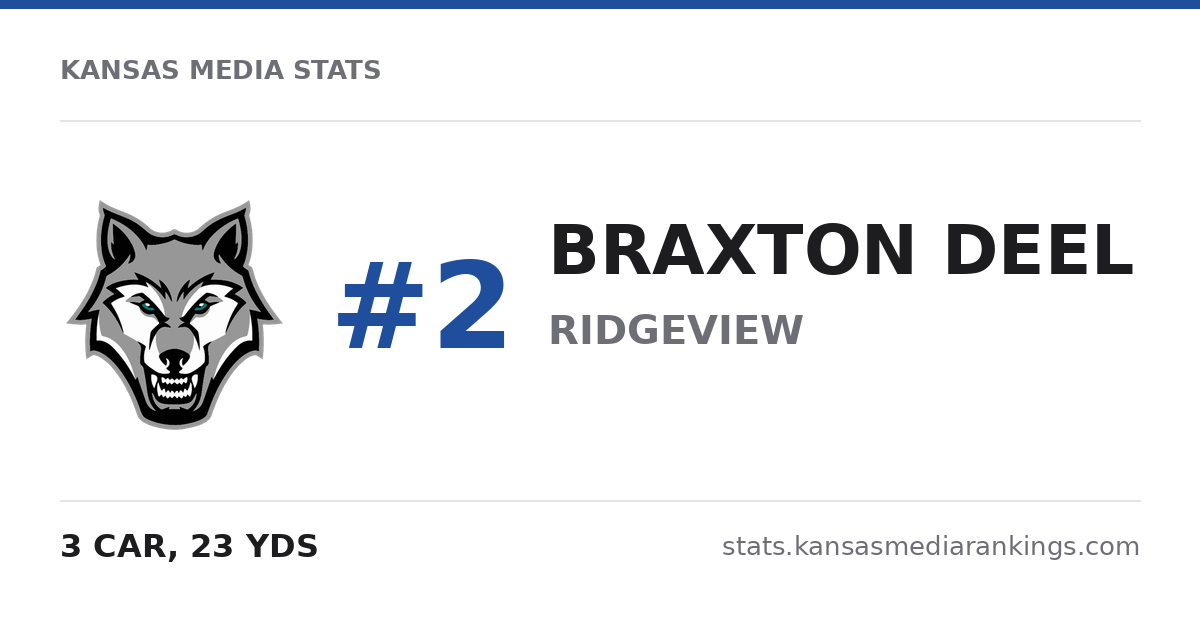 KANSAS MEDIA STATS
#2
BRAXTON DEEL
RIDGEVIEW
3 CAR, 23 YDS
stats.kansasmediarankings.com